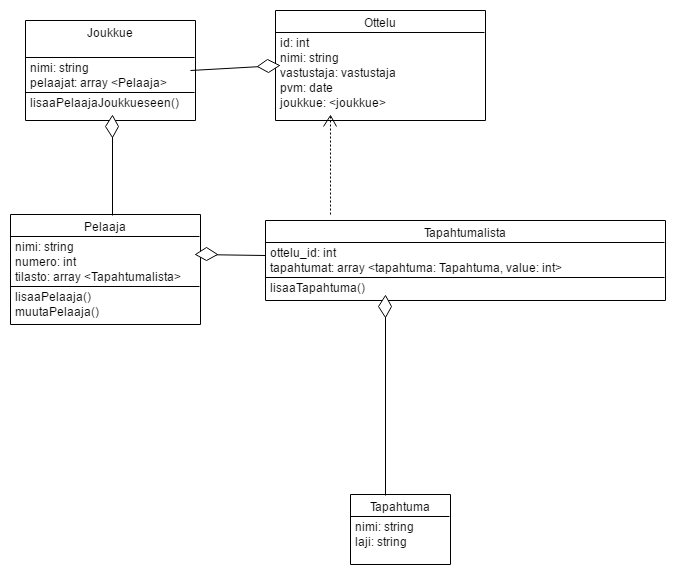 Joukkue
nimi: string
pelaajat: array <Pelaaja>
lisaaPelaajaJoukkueseen()
Ottelu
id: int
nimi: string
vastustaja: vastustaja
pvm: date
joukkue: <joukkue>
Pelaaja
nimi: string
numero: int
tilasto: array <Tapahtumalista>
lisaaPelaaja()
muutaPelaaja()
Tapahtumalista
ottelu_id: int
tapahtumat: array <tapahtuma: Tapahtuma, value: int>
lisaaTapahtuma()
Tapahtuma
nimi: string
laji: string